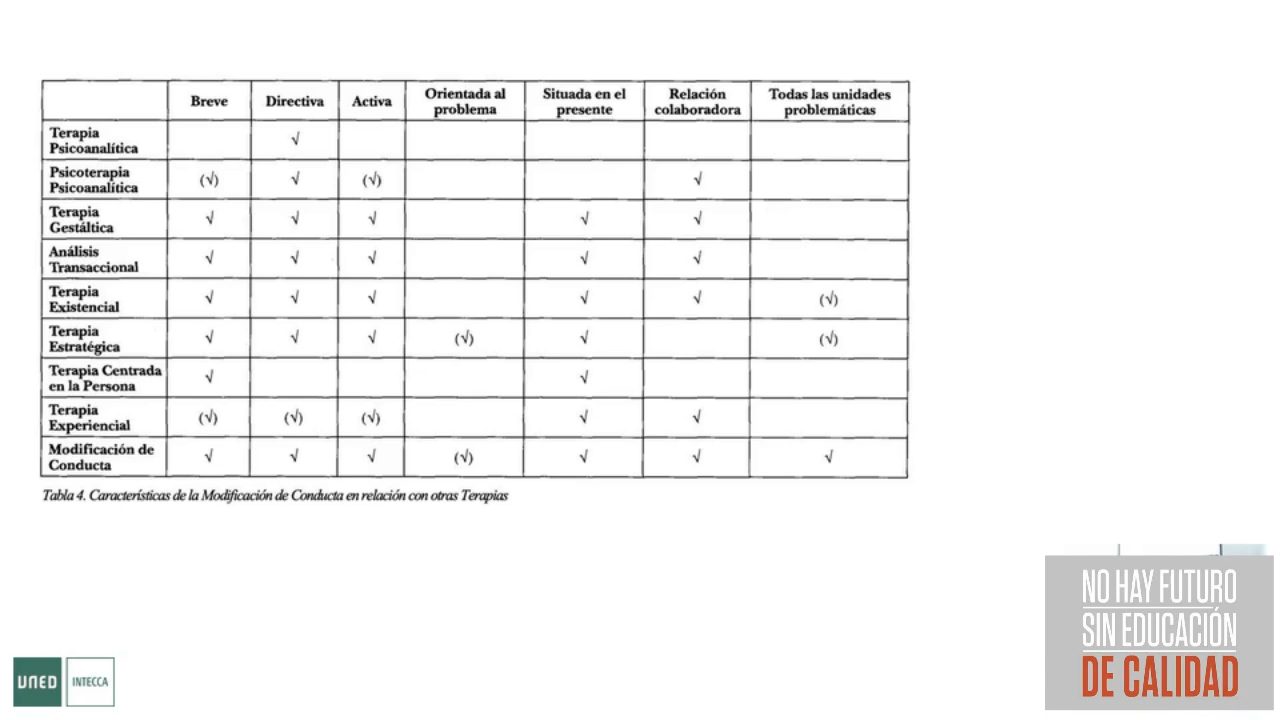 Breve Directiva Activa Orientada al problema Situada en el presente Relación colaboradora Todas las unidades problemáticas
Terapia Psicoanalítica √
Psicoterapia Psicoanalítica (√) √ (√) √
Terapia Gestáltica √ √ √ √ √
Análisis Transaccional √ √ √ √ √
Terapia Existencial √ √ √ √ √ (√)
Terapia Estratégica √ √ √ (√) √ (√)
Terapia Centrada en la Persona √ √
Terapia Experiencial (√) (√) (√) √ √
Modificación de Conducta √ √ √ (√) √ √ √
Tabla 4. Características de la Modificación de Conducta en relación con otras Terapias
NO HAY FUTURO
SIN EDUCACIÓN
DE CALIDAD
UNED INTECCA